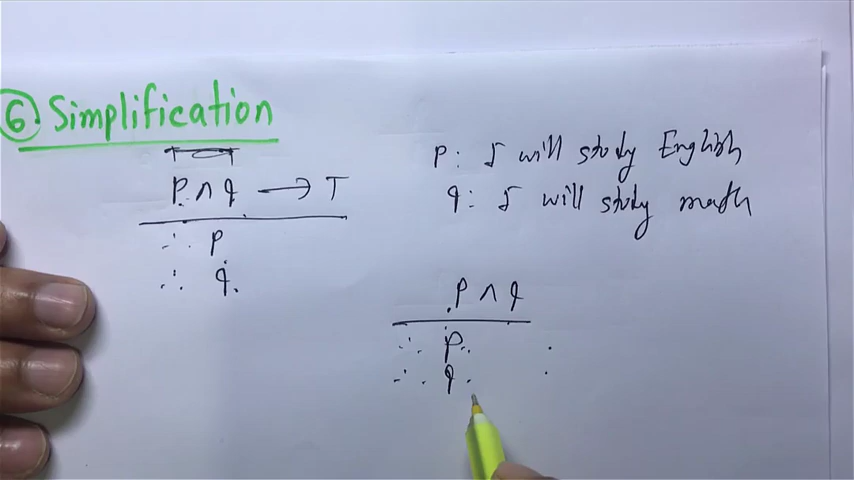 ⑥ Simplification
P ∧ q → T
∴ P
∴ q.
P: I will study English
q: I will study math
P ∧ q
∴ P.
∴ q.